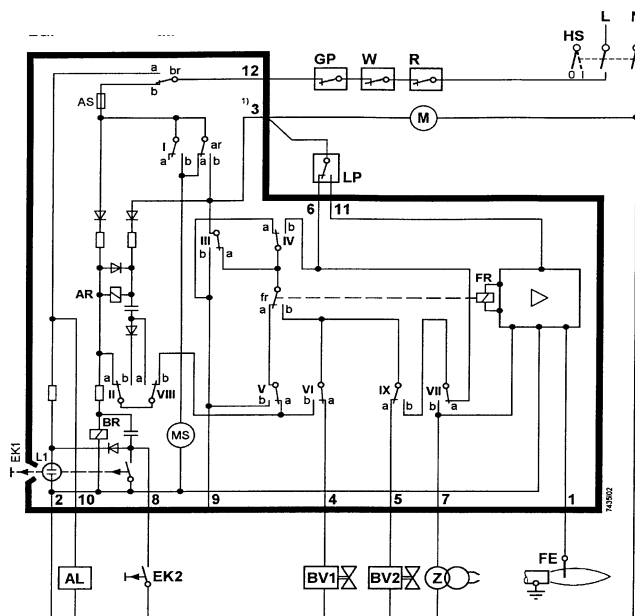 L N
HS
GP W R
0
a br 12
b
AS
1) 3
M
I ar
a b a b
LP
6 11
III a b IV
b a
FR
AR
fr
a b
a b a b
II VIII
V VI IX VII
b a b a a b b a
BR
MS
EK1
L1
2 10 8 9 4 5 7 1
7435l02
FE
AL EK2 BV1 BV2 Z